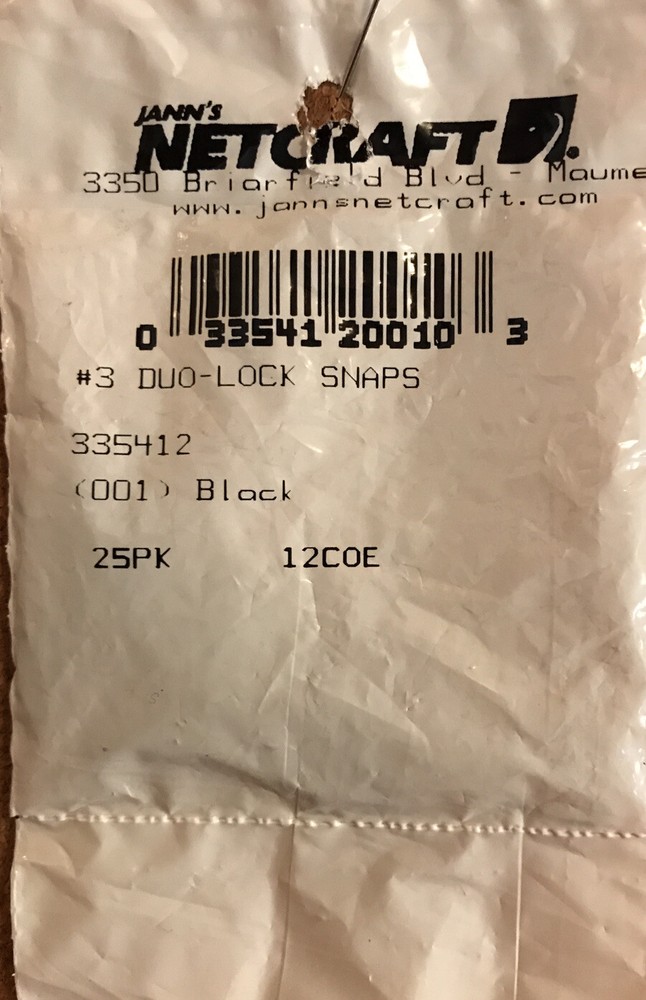 JANN'S
NETCRAFT
3350 Briarfield Blvd - Maume
www.jannsnetcraft.com
0 33541 20010 3
#3 DUO-LOCK SNAPS
335412
(001) Black
25PK 12COE